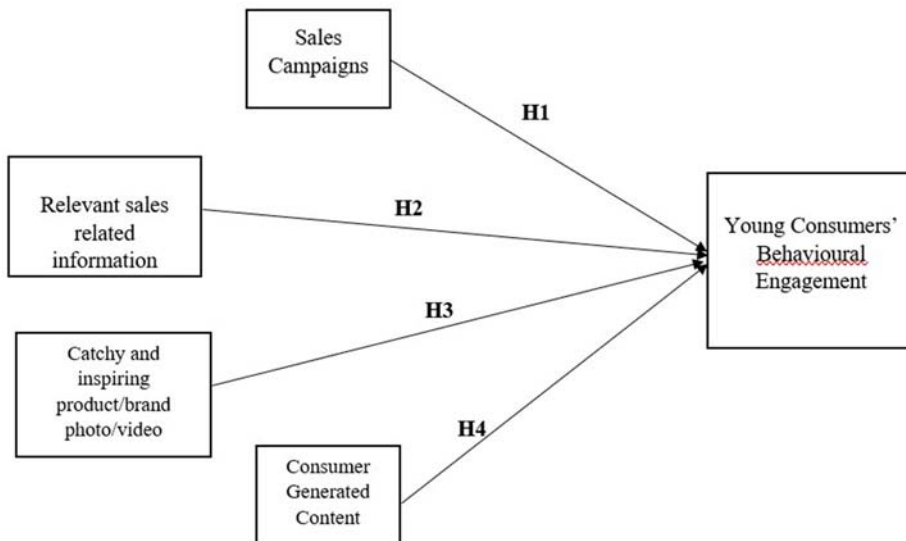 Sales
Campaigns
H1
Relevant sales
related
information
H2
Young Consumers’
Behavioural
Engagement
H3
Catchy and
inspiring
product/brand
photo/video
H4
Consumer
Generated
Content